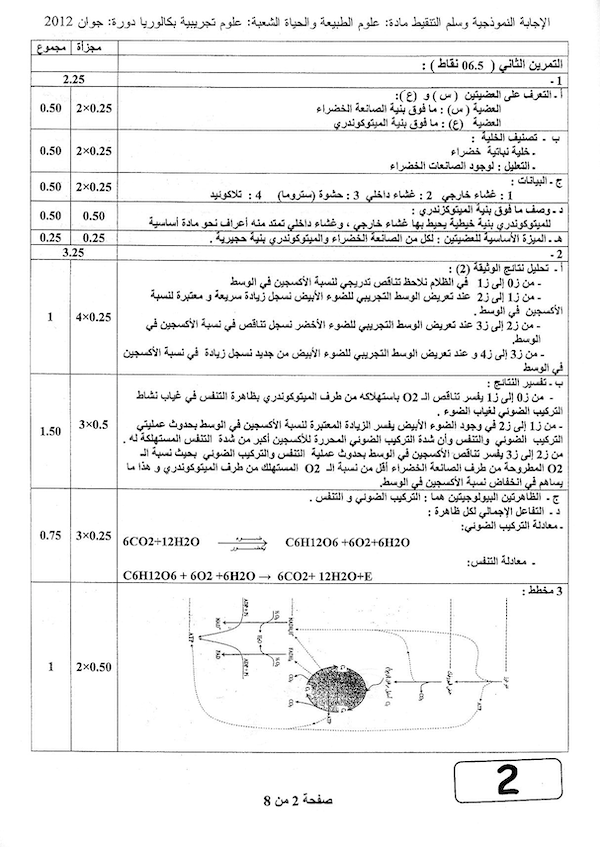 الإجابة النموذجية وسلم التنقيط مادة: علوم الطبيعة والحياة الشعبة: علوم تجريبية بكالوريا دورة: جوان 2012
مجزأة مجموع
التمرين الثاني ( 06.5 نقاط ) :
2.25
1 -
أ - التعرف على العضيتين ( س ) و ( ع ):
العضية ( س) : ما فوق بنية الصانعة الخضراء
العضية (ع): ما فوق بنية الميتوكوندري
2×0.25 0.50
ب - تصنيف الخلية :
- خلية نباتية خضراء
- التعليل : لوجود الصانعات الخضراء
2×0.25 0.50
ج - البيانات :
1 : غشاء خارجي 2 : غشاء داخلي 3 : حشوة (ستروما) 4 : تلاكوئيد
2×0.25 0.50
د - وصف ما فوق بنية الميتوكزندري :
للميتوكوندري بنية خيطية يحيط بها غشاء خارجي ، وغشاء داخلي تمتد منه أعراف نحو مادة أساسية
0.50 0.50
هـ - الميزة الأساسية للعضيتين : لكل من الصانعة الخضراء والميتوكوندري بنية حجيرية .
0.25 0.25
3.25
2 -
أ - تحليل نتائج الوثيقة (2) :
- من ز0 إلى ز1 في الظلام نلاحظ تناقص تدريجي لنسبة الأكسجين في الوسط
- من ز1 إلى ز2 عند تعريض الوسط التجريبي للضوء الأبيض نسجل زيادة سريعة و معتبرة لنسبة
الأكسجين في الوسط .
- من ز2 إلى ز3 عند تعريض الوسط التجريبي للضوء الأخضر نسجل تناقص في نسبة الأكسجين في
الوسط.
- من ز3 إلى ز4 و عند تعريض الوسط التجريبي للضوء الأبيض من جديد نسجل زيادة في نسبة الأكسجين
في الوسط
4×0.25 1
ب - تفسير النتائج :
- من ز0 إلى ز1 يفسر تناقص الـ O2 باستهلاكه من طرف الميتوكوندري بظاهرة التنفس في غياب نشاط
التركيب الضوئي لغياب الضوء .
- من ز1 إلى ز2 في وجود الضوء الأبيض يفسر الزيادة المعتبرة لنسبة الأكسجين في الوسط بحدوث عمليتي
التركيب الضوئي والتنفس وأن شدة التركيب الضوئي المحررة للأكسجين أكبر من شدة التنفس المستهلكة له .
من ز2 إلى ز3 يفسر تناقص الأكسجين في الوسط بحدوث عملية التنفس والتركيب الضوئي بحيث نسبة الـ
O2 المطروحة من طرف الصانعة الخضراء أقل من نسبة الـ O2 المستهلك من طرف الميتوكوندري و هذا ما
يساهم في انخفاض نسبة الأكسجين في الوسط.
3×0.5 1.50
ج - الظاهرتين البيولوجيتين هما : التركيب الضوئي و التنفس .
د - التفاعل الإجمالي لكل ظاهرة :
- معادلة التركيب الضوئي:
6CO2+12H2O C6H12O6 +6O2+6H2O
- معادلة التنفس:
C6H12O6 + 6O2 +6H2O → 6CO2+ 12H2O+E
3×0.25 0.75
3 مخطط :
2×0.50 1
2
صفحة 2 من 8